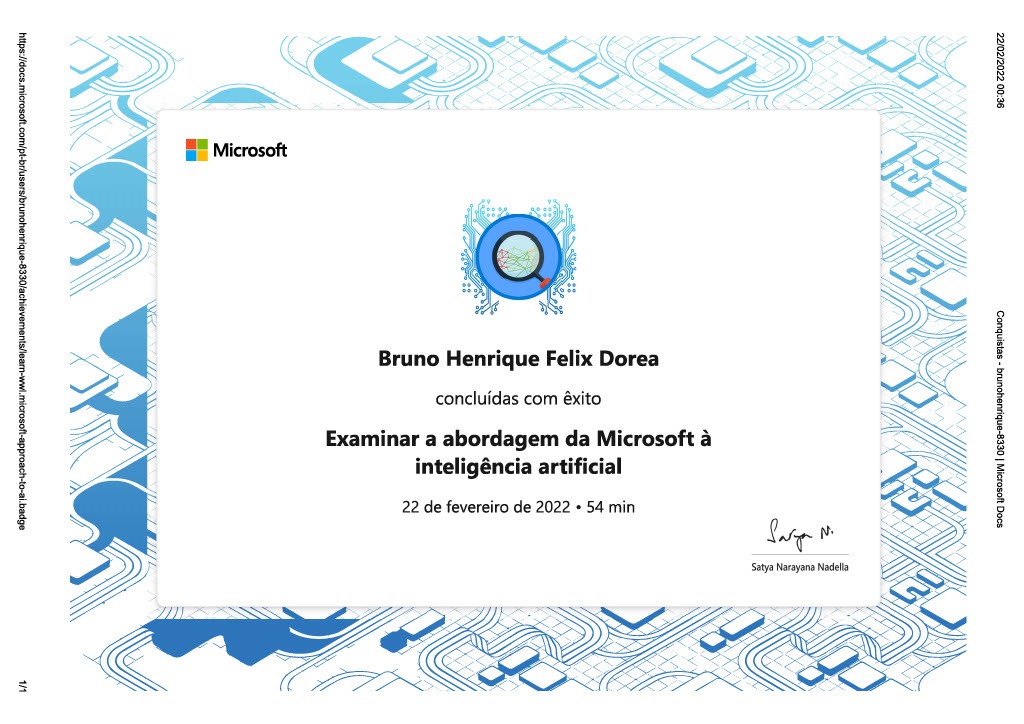 22/02/2022 00:36
Conquistas - brunohenrique-8330 | Microsoft Docs
Microsoft
Bruno Henrique Felix Dorea
concluídas com êxito
Examinar a abordagem da Microsoft à
inteligência artificial
22 de fevereiro de 2022 • 54 min
Satya N.
Satya Narayana Nadella
https://docs.microsoft.com/pt-br/users/brunohenrique-8330/achievements/learn-wwl.microsoft-approach-to-ai.badge
1/1